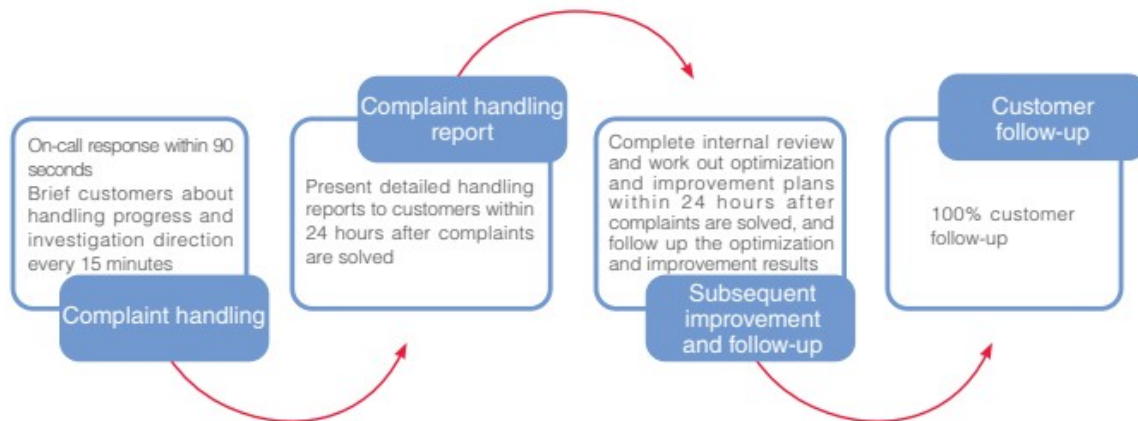 On-call response within 90
seconds
Brief customers about
handling progress and
investigation direction
every 15 minutes
Complaint handling
Complaint handling
report
Present detailed handling
reports to customers within
24 hours after complaints
are solved
Complete internal review
and work out optimization
and improvement plans
within 24 hours after
complaints are solved, and
follow up the optimization
and improvement results
Subsequent
improvement
and follow-up
Customer
follow-up
100% customer
follow-up